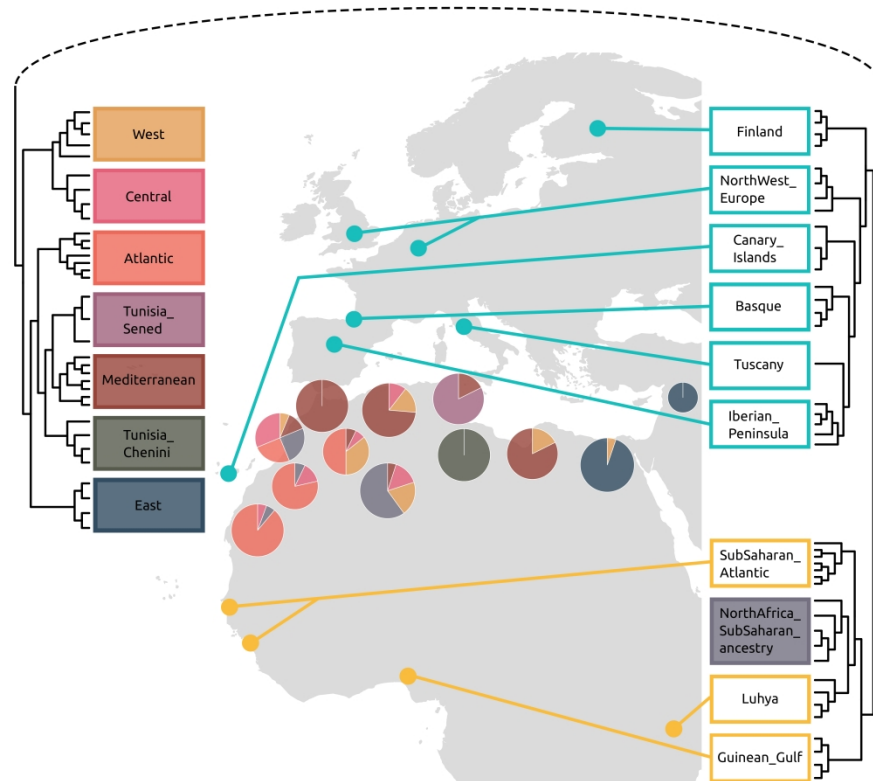 West
Central
Atlantic
Tunisia_
Sened
Mediterranean
Tunisia_
Chenini
East
Finland
NorthWest_
Europe
Canary_
Islands
Basque
Tuscany
Iberian_
Peninsula
SubSaharan_
Atlantic
NorthAfrica_
SubSaharan_
ancestry
Luhya
Guinean_Gulf